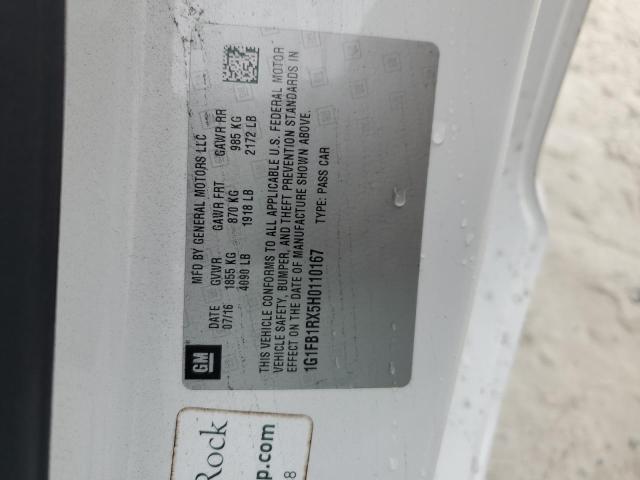 MFD BY GENERAL MOTORS LLC
DATE GVWR GAWR FRT GAWR RR
07/16 1855 KG 870 KG 985 KG
4090 LB 1918 LB 2172 LB
THIS VEHICLE CONFORMS TO ALL APPLICABLE U.S. FEDERAL MOTOR
VEHICLE SAFETY, BUMPER, AND THEFT PREVENTION STANDARDS IN
EFFECT ON THE DATE OF MANUFACTURE SHOWN ABOVE.
1G1FB1RX5H0110167 TYPE: PASS CAR
GM
Rock
p.com
8